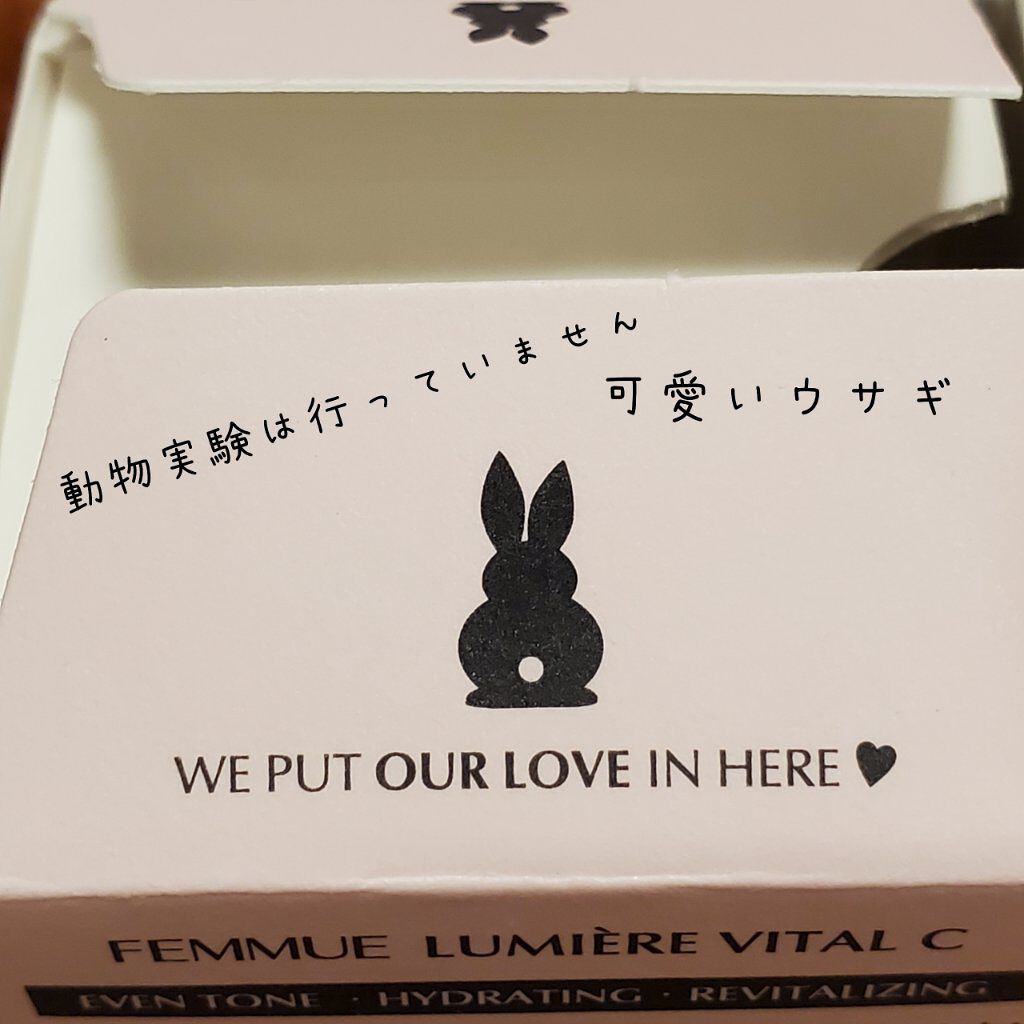 動物実験は行っていません
可愛いウサギ
WE PUT OUR LOVE IN HERE ♥
FEMMUE LUMIÈRE VITAL C
EVEN TONE · HYDRATING · REVITALIZING